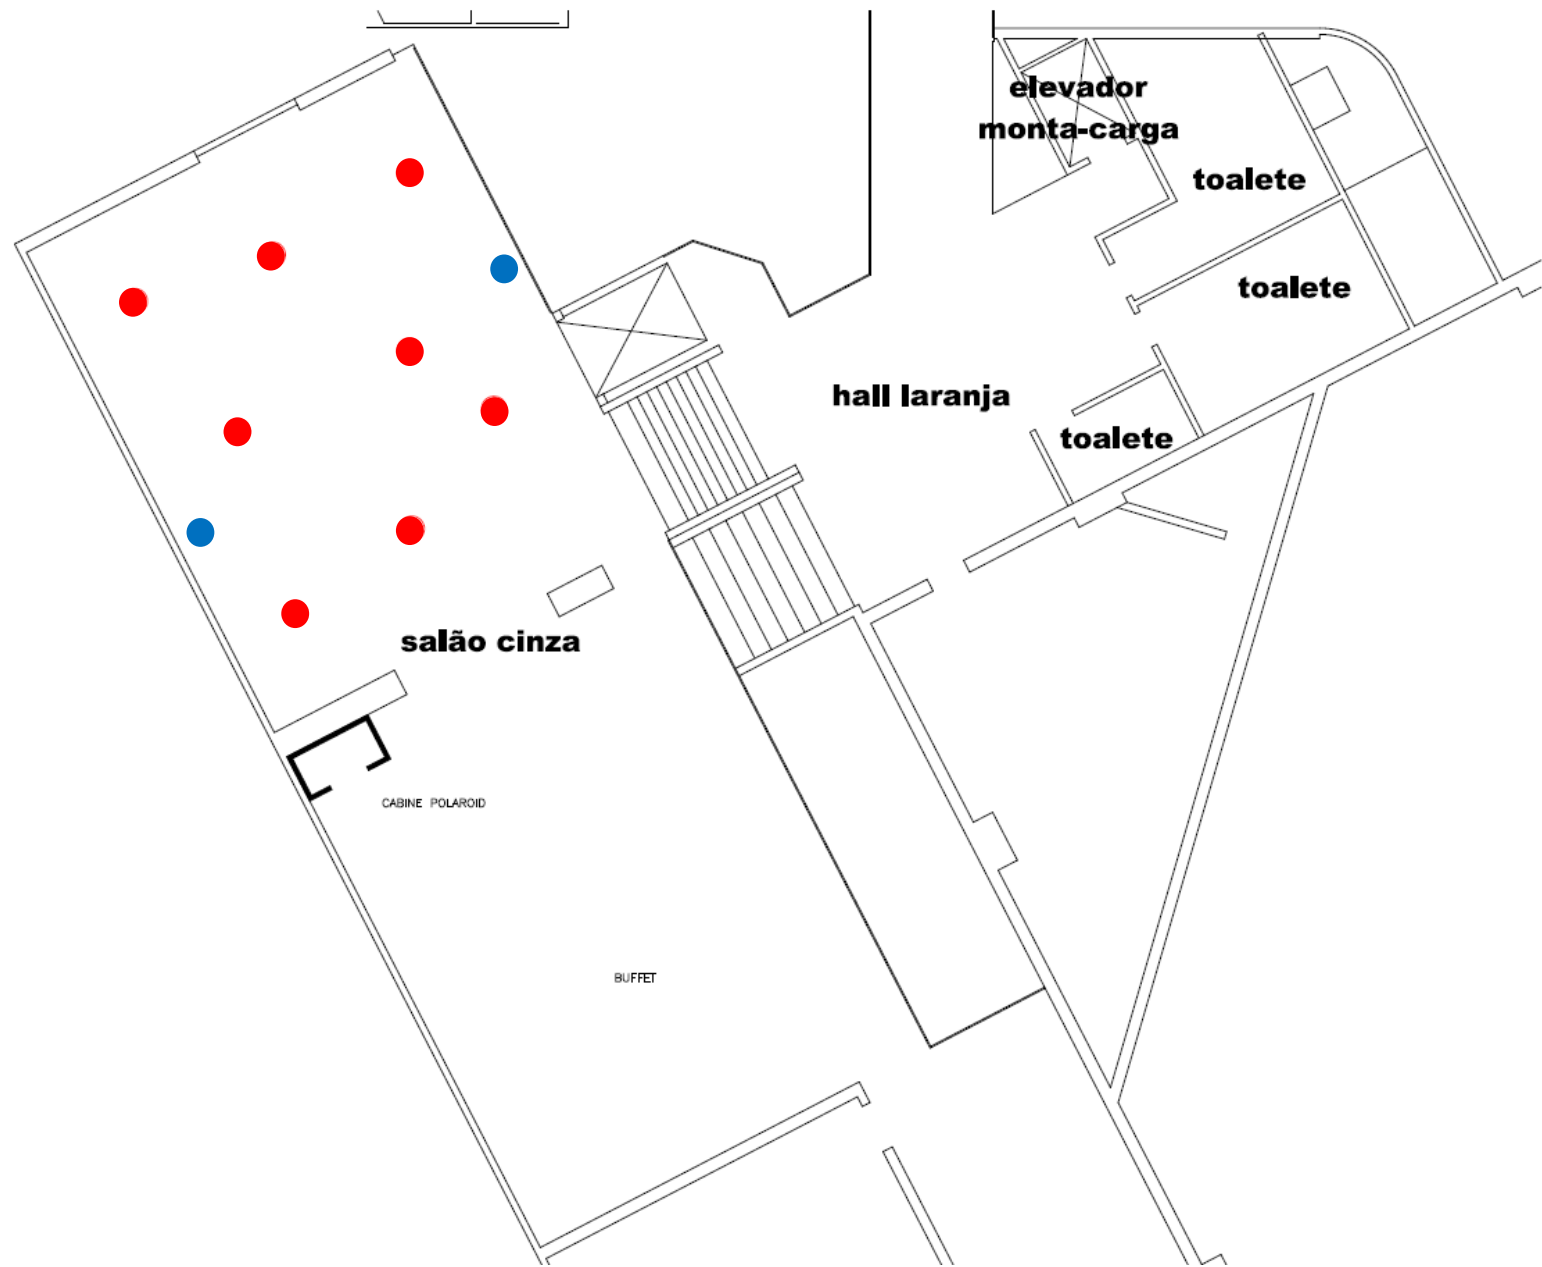 elevador
monta-carga
toalete
toalete
hall laranja
toalete
salão cinza
CABINE POLAROID
BUFFET